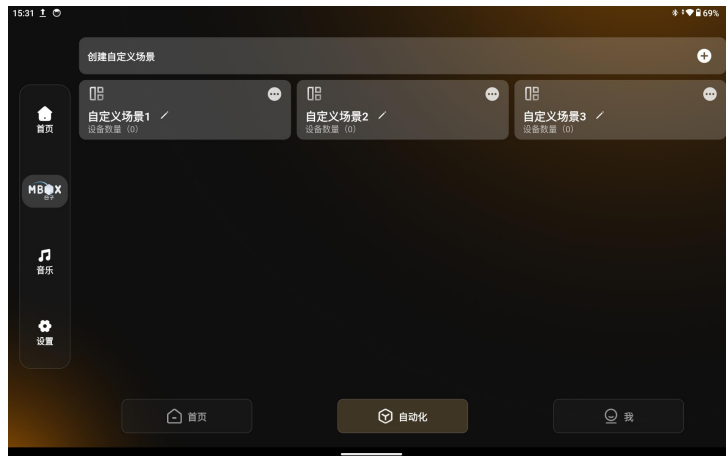 15:31
69%
创建自定义场景
自定义场景1
设备数量（0）
自定义场景2
设备数量（0）
自定义场景3
设备数量（0）
首页
MBOX
盒子
音乐
设置
首页
自动化
我